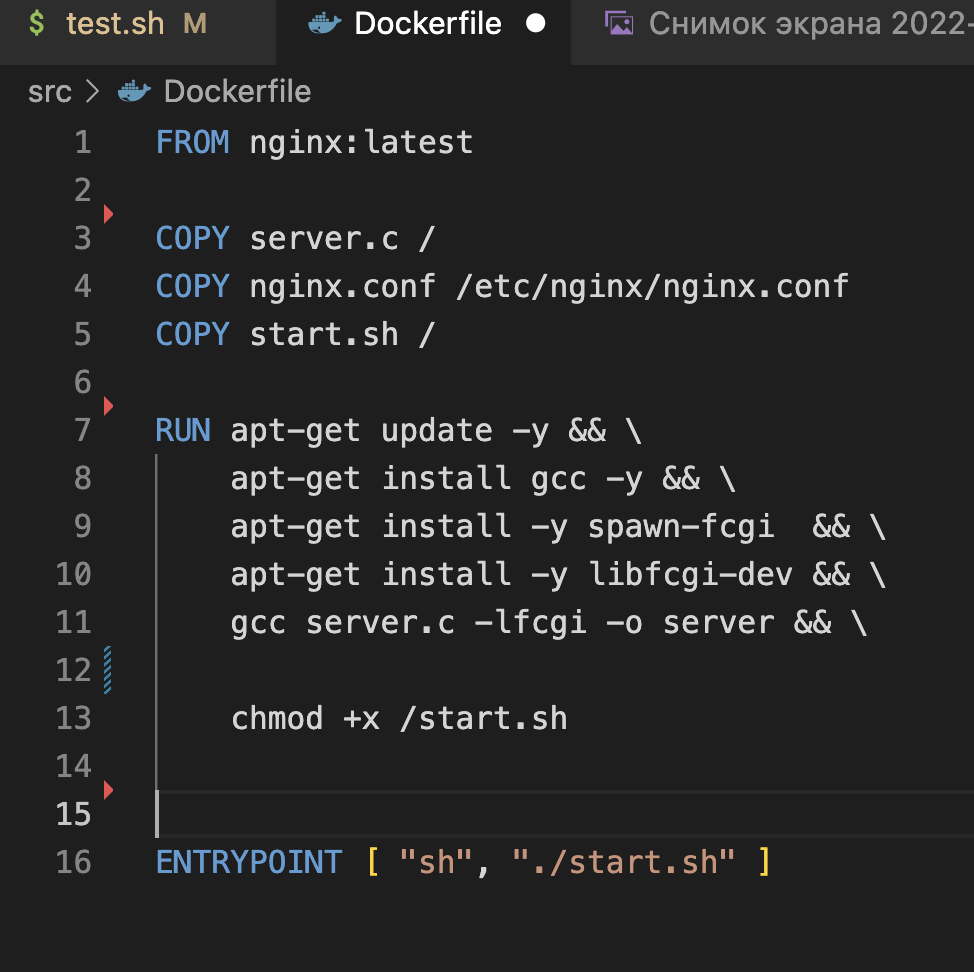 $ test.sh M Dockerfile ● Снимок экрана 2022-
src > Dockerfile
1 FROM nginx:latest
2
3 COPY server.c /
4 COPY nginx.conf /etc/nginx/nginx.conf
5 COPY start.sh /
6
7 RUN apt-get update -y && \
8     apt-get install gcc -y && \
9     apt-get install -y spawn-fcgi  && \
10     apt-get install -y libfcgi-dev && \
11     gcc server.c -lfcgi -o server && \
12
13     chmod +x /start.sh
14
15
16 ENTRYPOINT [ "sh", "./start.sh" ]